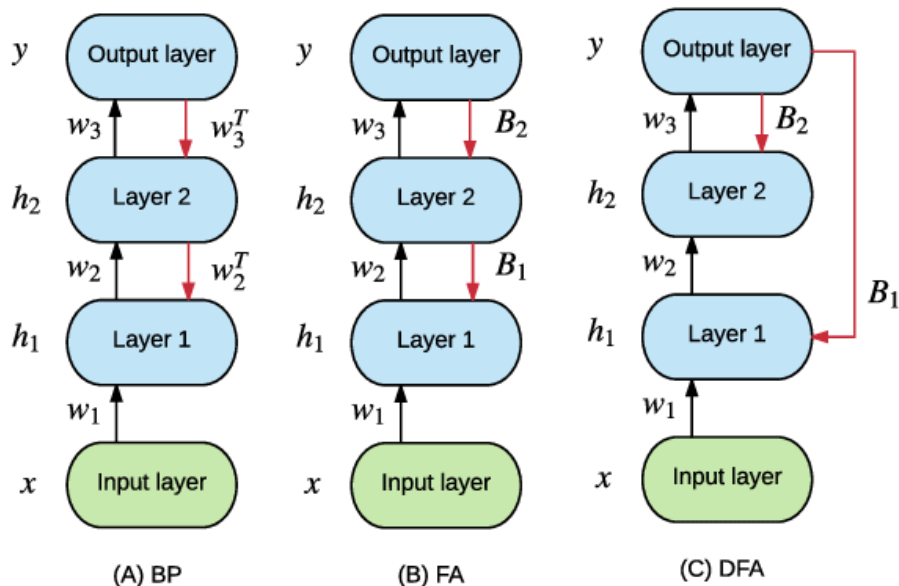 y Output layer
w₃ w₃ᵀ
h₂ Layer 2
w₂ w₂ᵀ
h₁ Layer 1
w₁
x Input layer
(A) BP
y Output layer
w₃ B₂
h₂ Layer 2
w₂ B₁
h₁ Layer 1
w₁
x Input layer
(B) FA
y Output layer
w₃ B₂
h₂ Layer 2
w₂
B₁
h₁ Layer 1
w₁
x Input layer
(C) DFA